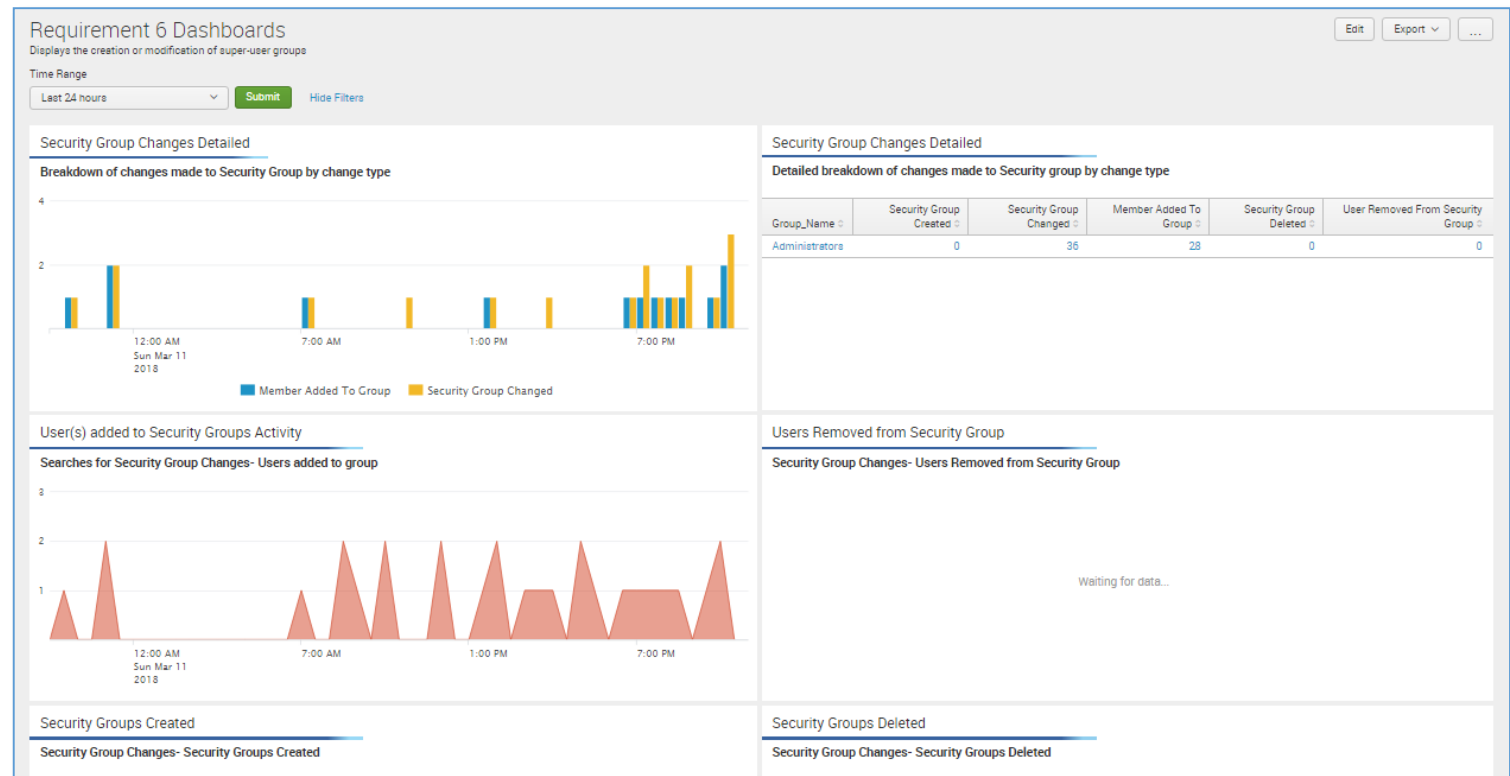 Requirement 6 Dashboards
Displays the creation or modification of super-user groups
Edit
Export
...
Time Range
Last 24 hours
Submit
Hide Filters
Security Group Changes Detailed
Breakdown of changes made to Security Group by change type
4
2
12:00 AM
Sun Mar 11
2018
7:00 AM
1:00 PM
7:00 PM
Member Added To Group
Security Group Changed
Security Group Changes Detailed
Detailed breakdown of changes made to Security group by change type
Group_Name
Security Group
Created
Security Group
Changed
Member Added To
Group
Security Group
Deleted
User Removed From Security
Group
Administrators 0 36 28 0 0
User(s) added to Security Groups Activity
Searches for Security Group Changes- Users added to group
3
2
1
12:00 AM
Sun Mar 11
2018
7:00 AM
1:00 PM
7:00 PM
Users Removed from Security Group
Security Group Changes- Users Removed from Security Group
Waiting for data...
Security Groups Created
Security Group Changes- Security Groups Created
Security Groups Deleted
Security Group Changes- Security Groups Deleted